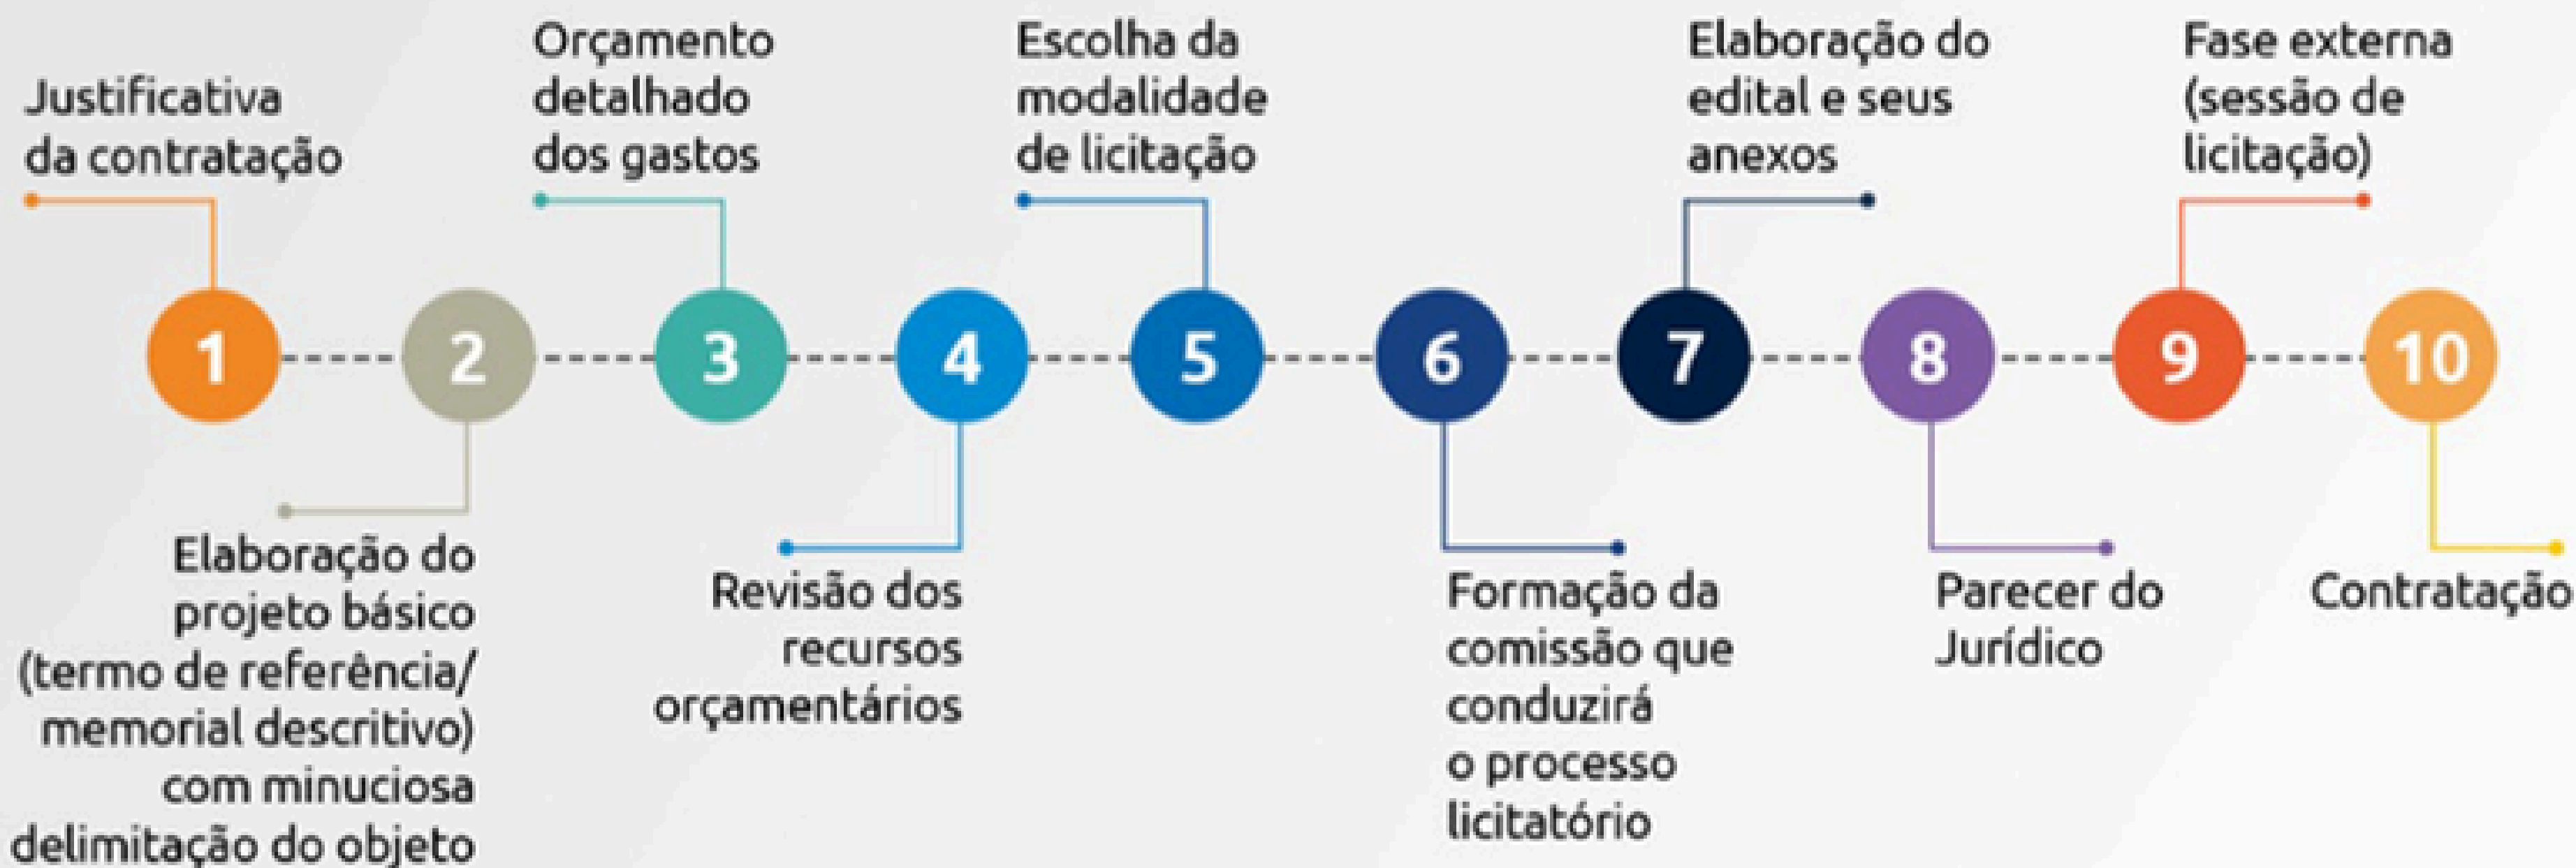 Justificativa
da contratação
1
Elaboração do
projeto básico
(termo de referência/
memorial descritivo)
com minuciosa
delimitação do objeto
2
Orçamento
detalhado
dos gastos
3
Revisão dos
recursos
orçamentários
4
Escolha da
modalidade
de licitação
5
Formação da
comissão que
conduzirá
o processo
licitatório
6
Elaboração do
edital e seus
anexos
7
Parecer do
Jurídico
8
Fase externa
(sessão de
licitação)
9
Contratação
10